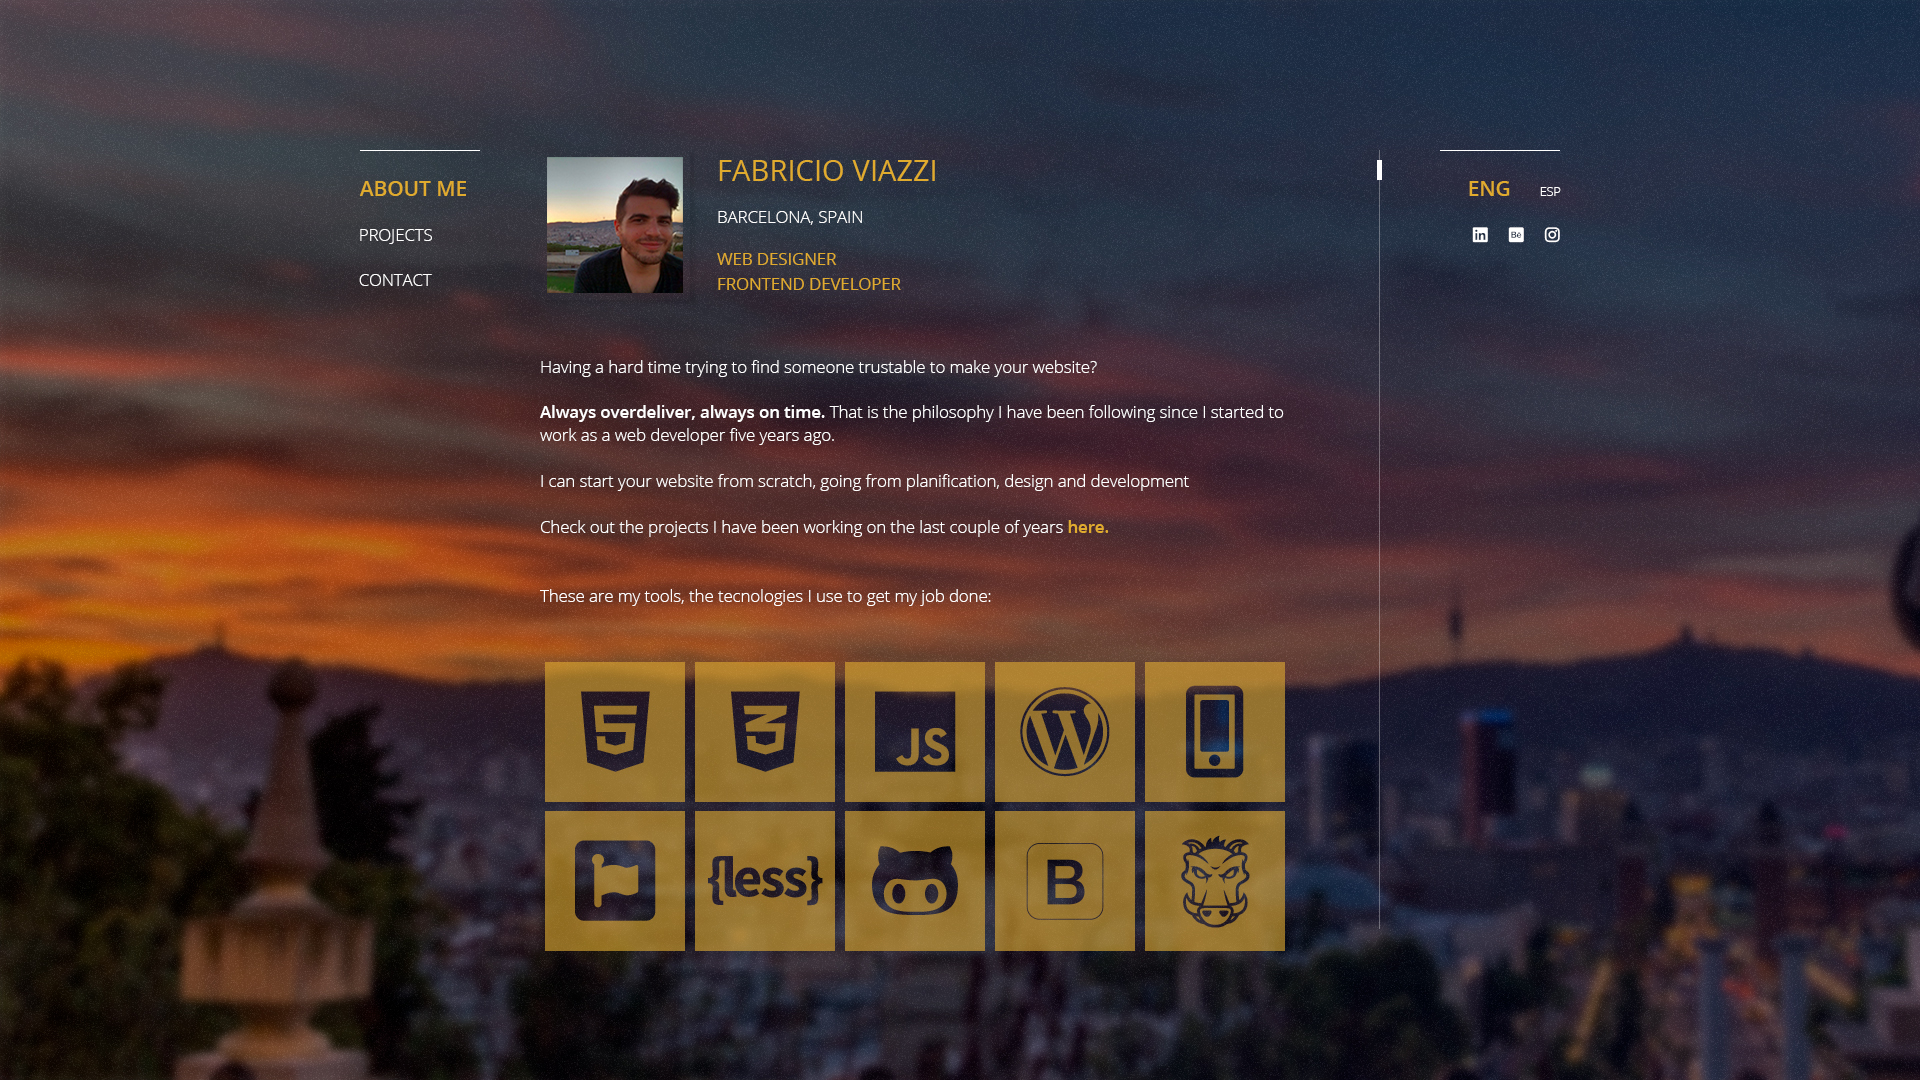 ABOUT ME
PROJECTS
CONTACT
FABRICIO VIAZZI
BARCELONA, SPAIN
WEB DESIGNER
FRONTEND DEVELOPER
ENG ESP
in Bē
Having a hard time trying to find someone trustable to make your website?
Always overdeliver, always on time. That is the philosophy I have been following since I started to
work as a web developer five years ago.
I can start your website from scratch, going from planification, design and development
Check out the projects I have been working on the last couple of years here.
These are my tools, the tecnologies I use to get my job done:
5 3 JS W
{less} B